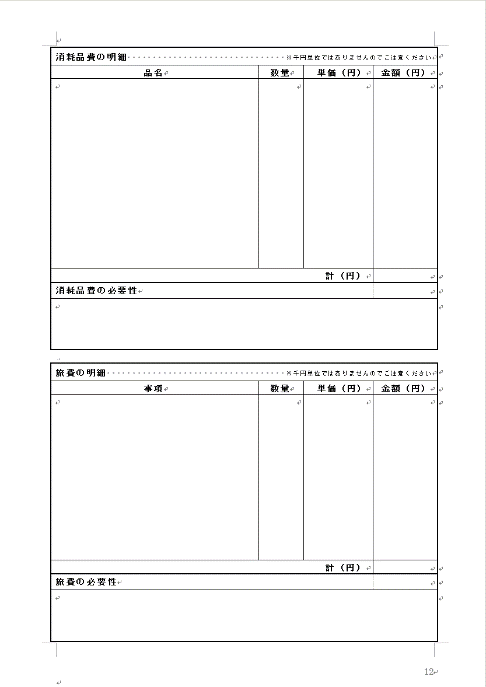 消耗品費の明細・・・・・・・・・・・・・・・・・・・・・・・・・・・・・・・※千円単位ではありませんのでご注意ください
品名 数量 単価（円） 金額（円）
計（円）
消耗品費の必要性
旅費の明細・・・・・・・・・・・・・・・・・・・・・・・・・・・・・・・・・・・※千円単位ではありませんのでご注意ください
事項 数量 単価（円） 金額（円）
計（円）
旅費の必要性
12